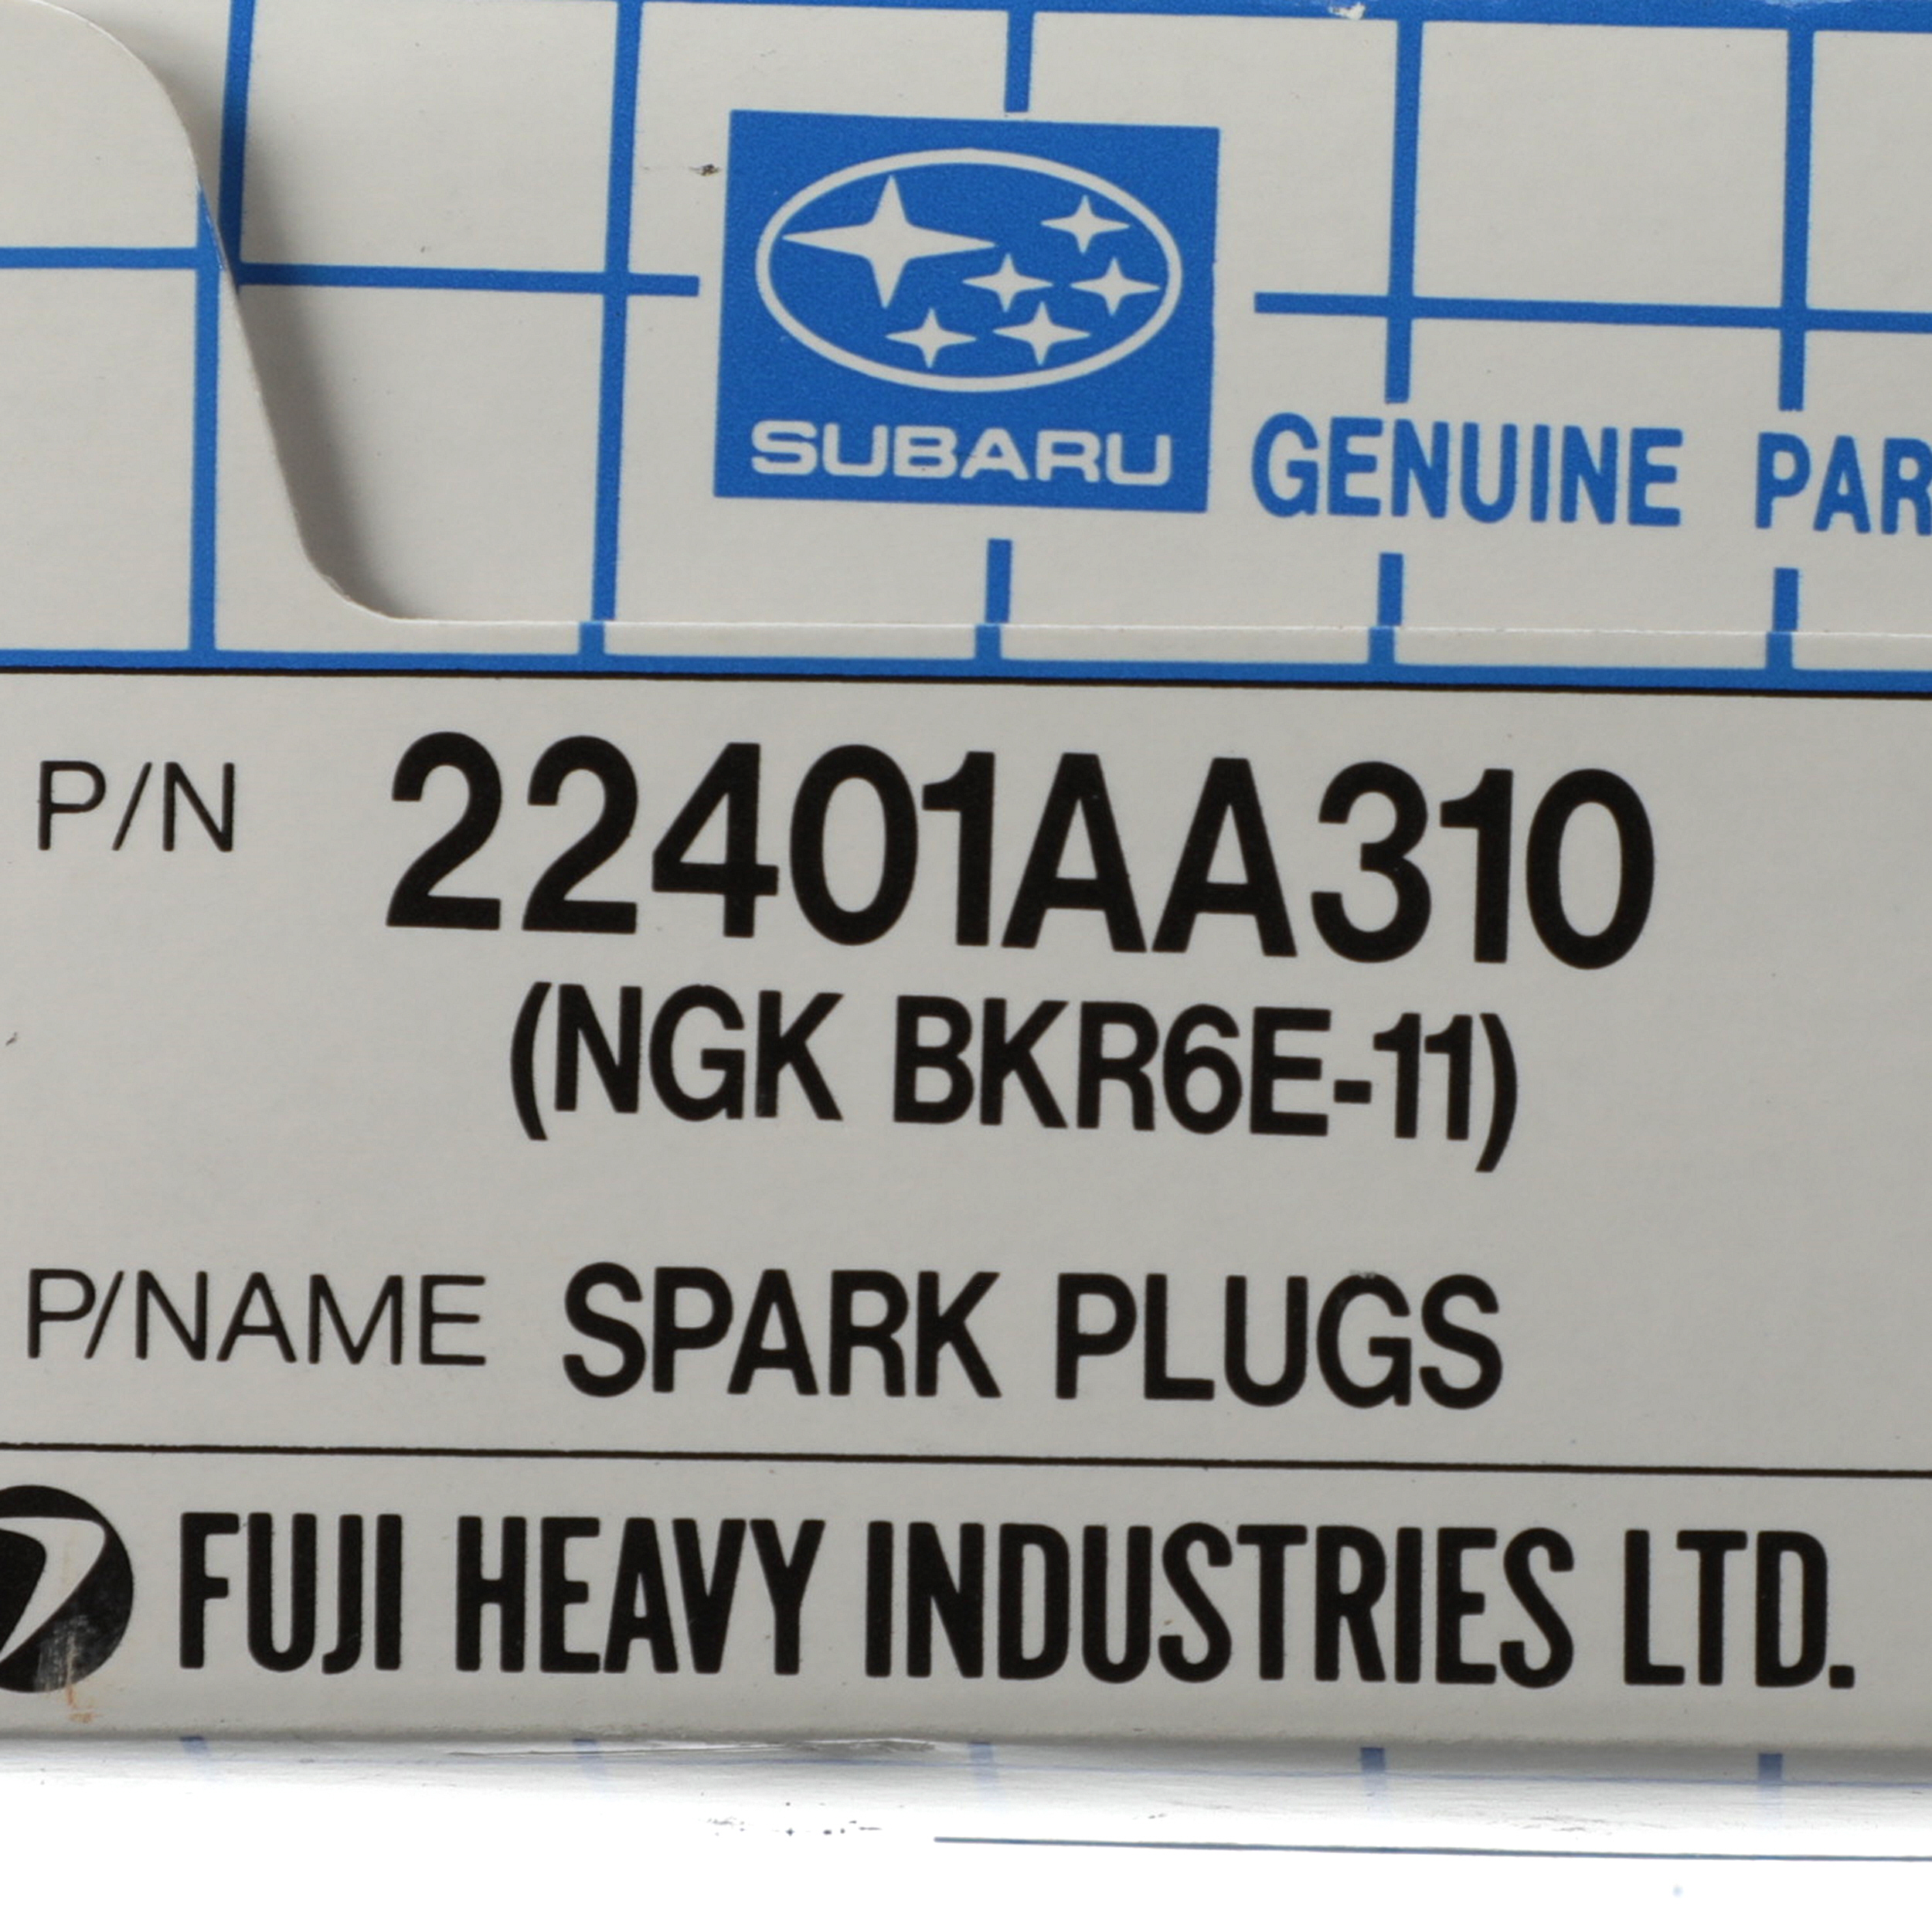 SUBARU
GENUINE PAR
P/N 22401AA310
(NGK BKR6E-11)
P/NAME SPARK PLUGS
FUJI HEAVY INDUSTRIES LTD.